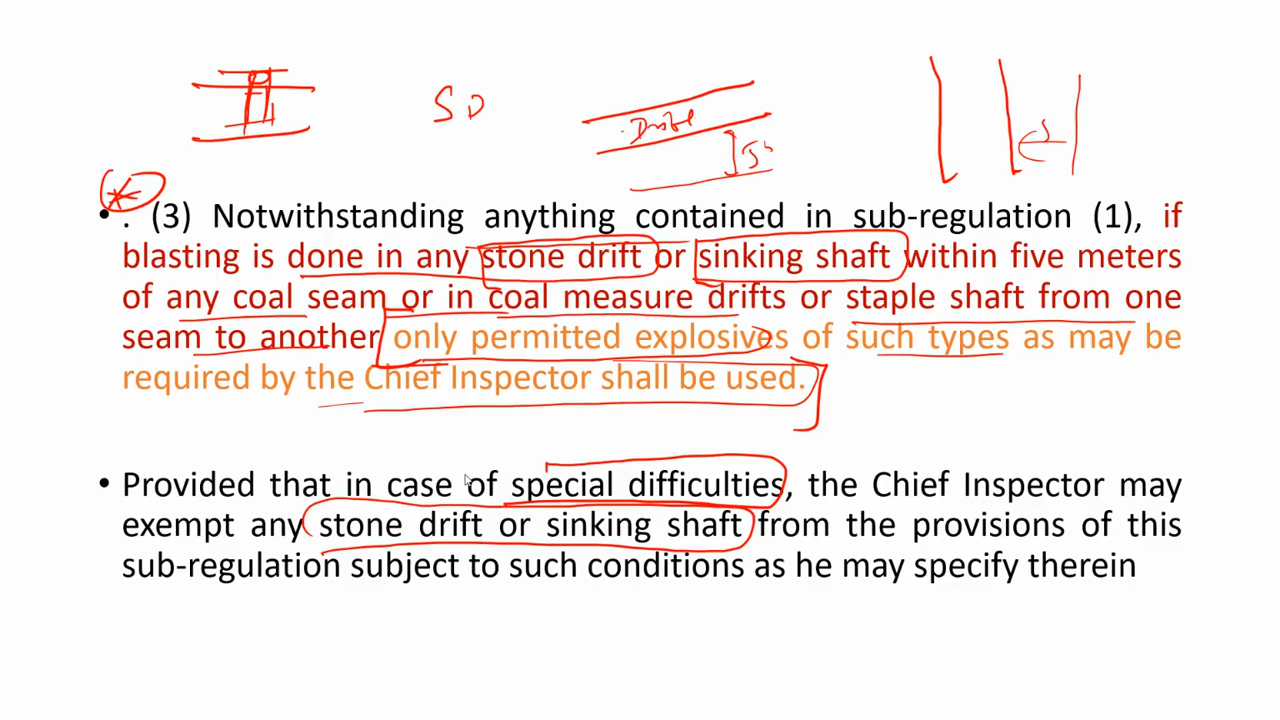 SD
Drift
5
• . (3) Notwithstanding anything contained in sub-regulation (1), if
blasting is done in any stone drift or sinking shaft within five meters
of any coal seam or in coal measure drifts or staple shaft from one
seam to another only permitted explosives of such types as may be
required by the Chief Inspector shall be used.
• Provided that in case of special difficulties, the Chief Inspector may
exempt any stone drift or sinking shaft from the provisions of this
sub-regulation subject to such conditions as he may specify therein